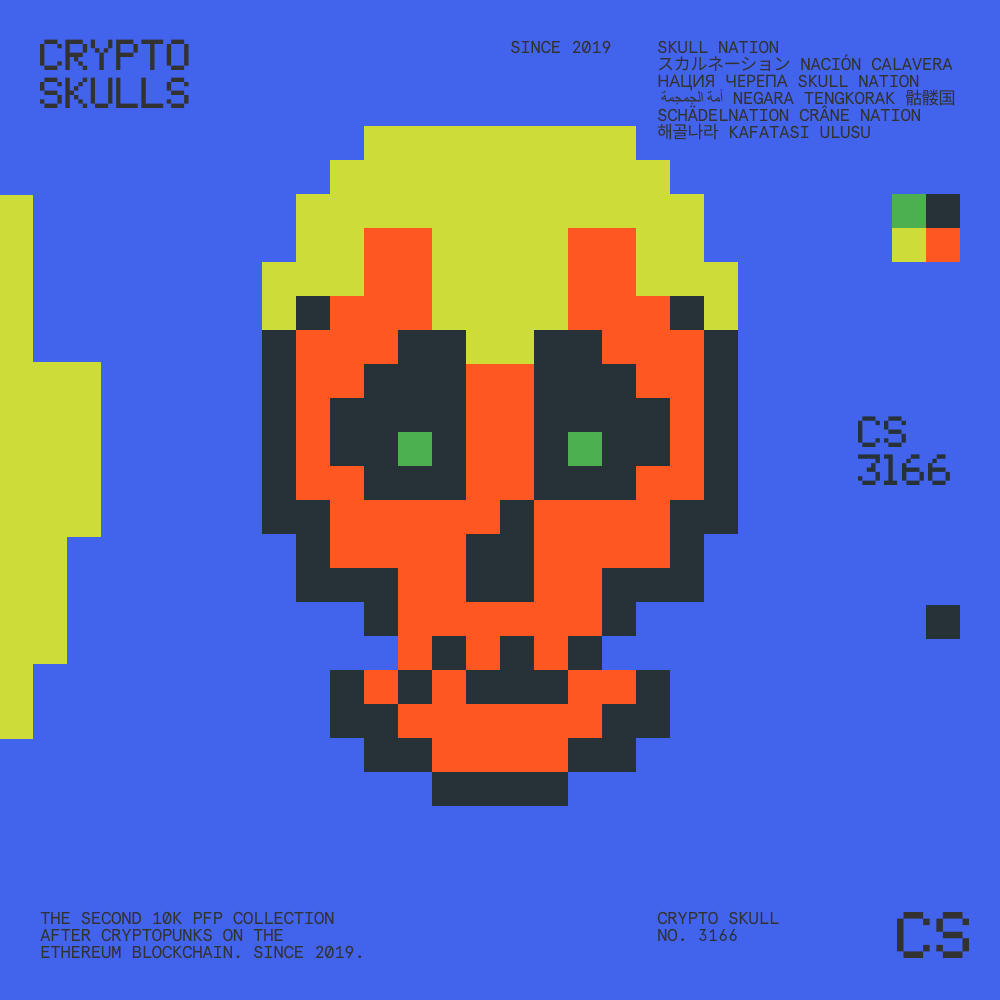 CRYPTO
SKULLS
SINCE 2019
SKULL NATION
スカルネーション NACIÓN CALAVERA
НАЦИЯ ЧЕРЕПА SKULL NATION
أمة الجمجمة NEGARA TENGKORAK 骷髅国
SCHÄDELNATION CRÂNE NATION
해골나라 KAFATASI ULUSU
CS
3166
THE SECOND 10K PFP COLLECTION
AFTER CRYPTOPUNKS ON THE
ETHEREUM BLOCKCHAIN. SINCE 2019.
CRYPTO SKULL
NO. 3166
CS